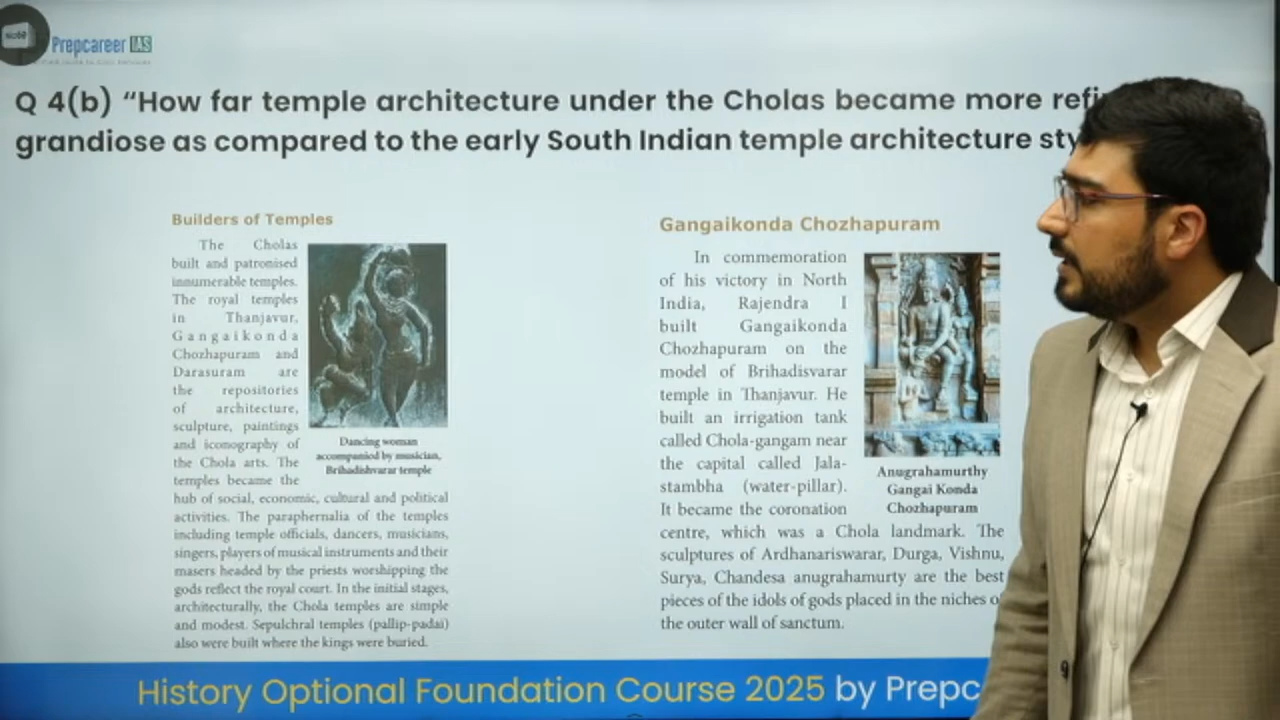 Prepcareer IAS
Q 4(b) “How far temple architecture under the Cholas became more
grandiose as compared to the early South Indian temple architecture
Builders of Temples
The Cholas
built and patronised
innumerable temples.
The royal temples
in Thanjavur,
Gangaikonda
Chozhapuram and
Darasuram are
the repositories
of architecture,
sculpture, paintings
and iconography of
the Chola arts. The
temples became the
hub of social, economic, cultural and political
activities. The paraphernalia of the temples
including temple officials, dancers, musicians,
singers, players of musical instruments and their
masers headed by the priests worshipping the
gods reflect the royal court. In the initial stages,
architecturally, the Chola temples are simple
and modest. Sepulchral temples (pallip-padai)
also were built where the kings were buried.
Dancing woman
accompanied by musician,
Brihadishvarar temple
Gangaikonda Chozhapuram
In commemoration
of his victory in North
India, Rajendra I
built Gangaikonda
Chozhapuram on the
model of Brihadisvarar
temple in Thanjavur. He
built an irrigation tank
called Chola-gangam near
the capital called Jala-
stambha (water-pillar).
It became the coronation
centre, which was a Chola landmark. The
sculptures of Ardhanariswarar, Durga, Vishnu,
Surya, Chandesa anugrahamurty are the best
pieces of the idols of gods placed in the niches of
the outer wall of sanctum.
Anugrahamurthy
Gangai Konda
Chozhapuram
History Optional Foundation Course 2025 by